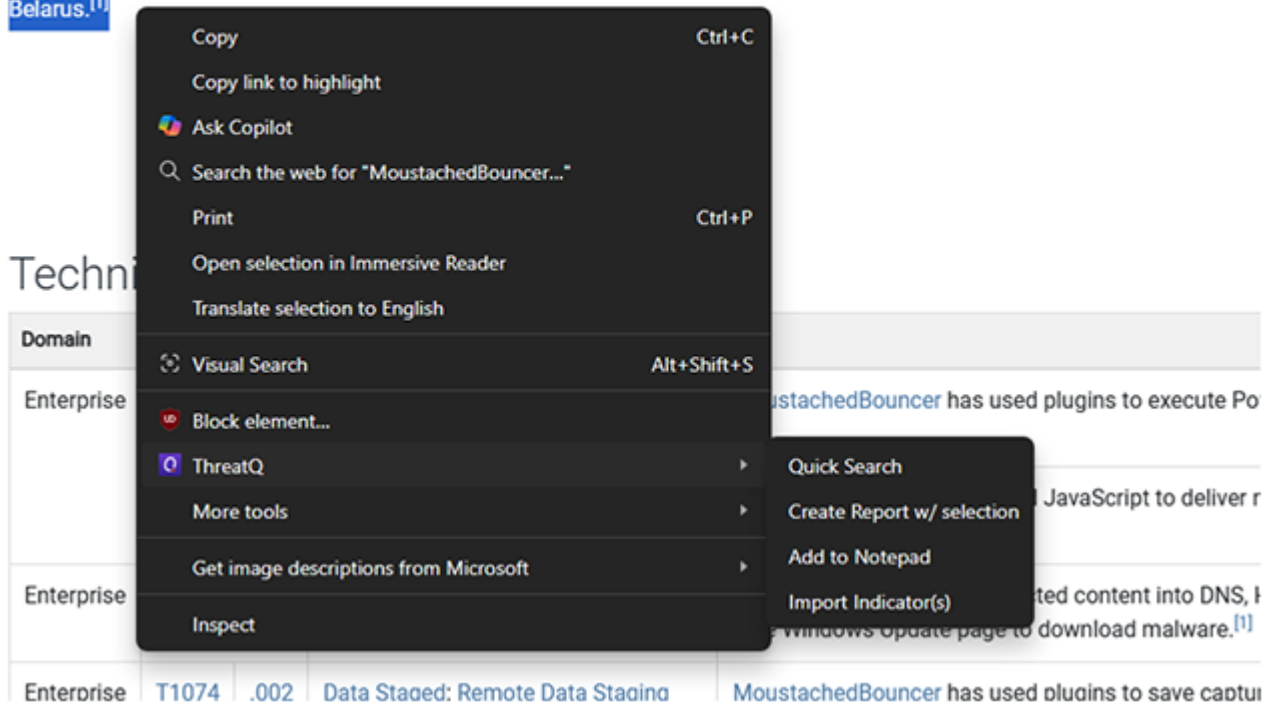 Belarus.[1]
Copy Ctrl+C
Copy link to highlight
Ask Copilot
Search the web for "MoustachedBouncer..."
Print Ctrl+P
Open selection in Immersive Reader
Translate selection to English
Visual Search Alt+Shift+S
Block element...
ThreatQ
More tools
Get image descriptions from Microsoft
Inspect
Quick Search
Create Report w/ selection
Add to Notepad
Import Indicator(s)
Techni
Domain
Enterprise ustachedBouncer has used plugins to execute Po
JavaScript to deliver r
Enterprise ted content into DNS, H
Windows Update page to download malware.[1]
Enterprise T1074 .002 Data Staged: Remote Data Staging MoustachedBouncer has used plugins to save captur